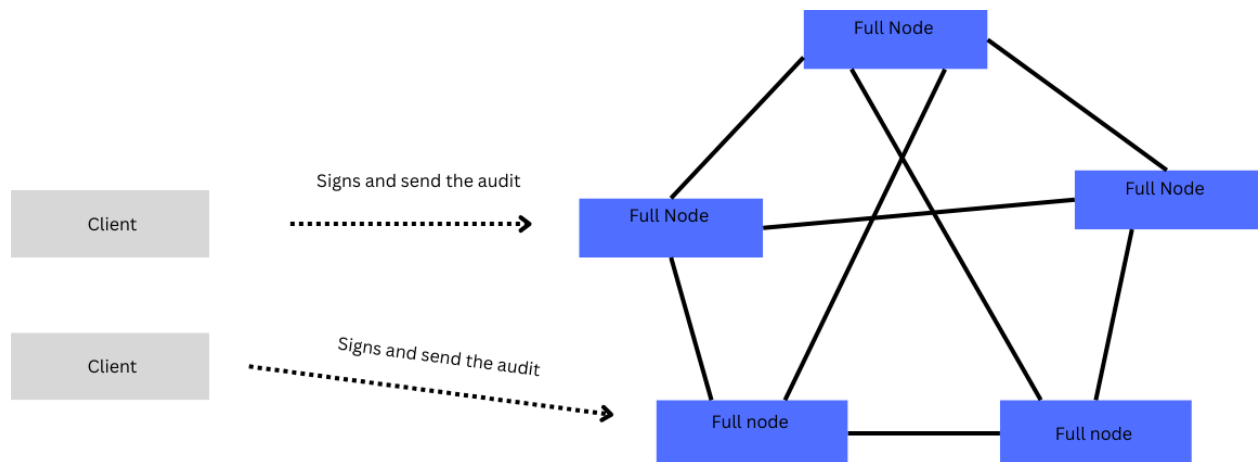 Full Node
Signs and send the audit
Full Node
Client
Full Node
Signs and send the audit
Client
Full node
Full node